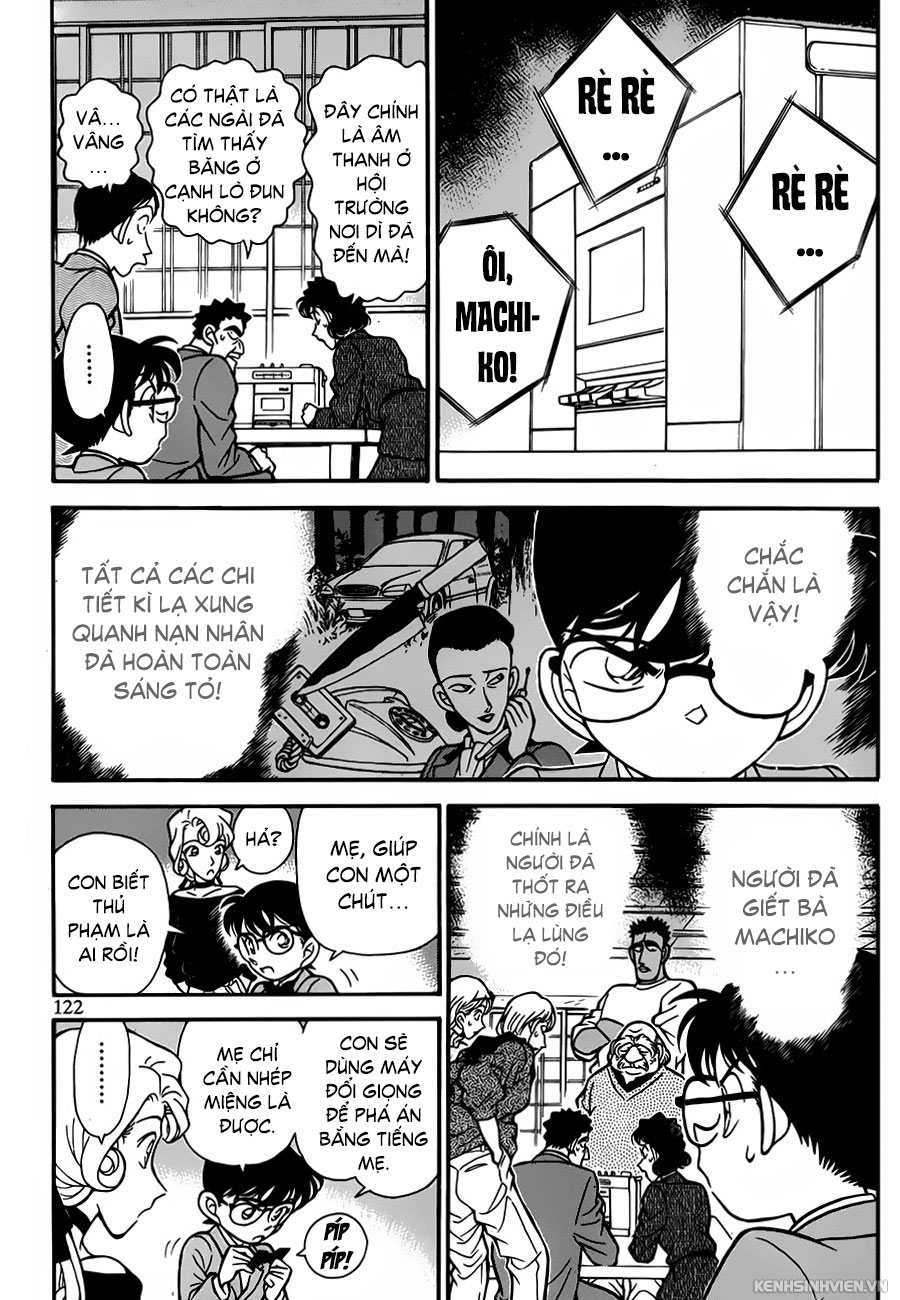 RÈ RÈ
...
RÈ RÈ
...
ÔI,
MACHI-
KO!
ĐÂY CHÍNH
LÀ ÂM
THANH Ở
HỘI
TRƯỜNG
NƠI DÌ ĐÃ
ĐẾN MÀ!
CÓ THẬT LÀ
CÁC NGÀI ĐÃ
TÌM THẤY
BĂNG Ở
CẠNH LÒ ĐUN
KHÔNG?
VÂ...
VÂNG
...
......
CHẮC
CHẮN LÀ
VẬY!
TẤT CẢ CÁC CHI
TIẾT KÌ LẠ XUNG
QUANH NẠN NHÂN
ĐÃ HOÀN TOÀN
SÁNG TỎ!
NGƯỜI ĐÃ
GIẾT BÀ
MACHIKO
...
CHÍNH LÀ
NGƯỜI ĐÃ
THỐT RA
NHỮNG ĐIỀU
LẠ LÙNG
ĐÓ!
MẸ, GIÚP
CON MỘT
CHÚT...
HẢ?
CON BIẾT
THỦ
PHẠM LÀ
AI RỒI!
122
CON SẼ
DÙNG MÁY
ĐỔI GIỌNG
ĐỂ PHÁ ÁN
BẰNG TIẾNG
MẸ.
MẸ CHỈ
CẦN NHÉP
MIỆNG LÀ
ĐƯỢC.
........
PÍP
PÍP!
KENHSINHVIEN.VN